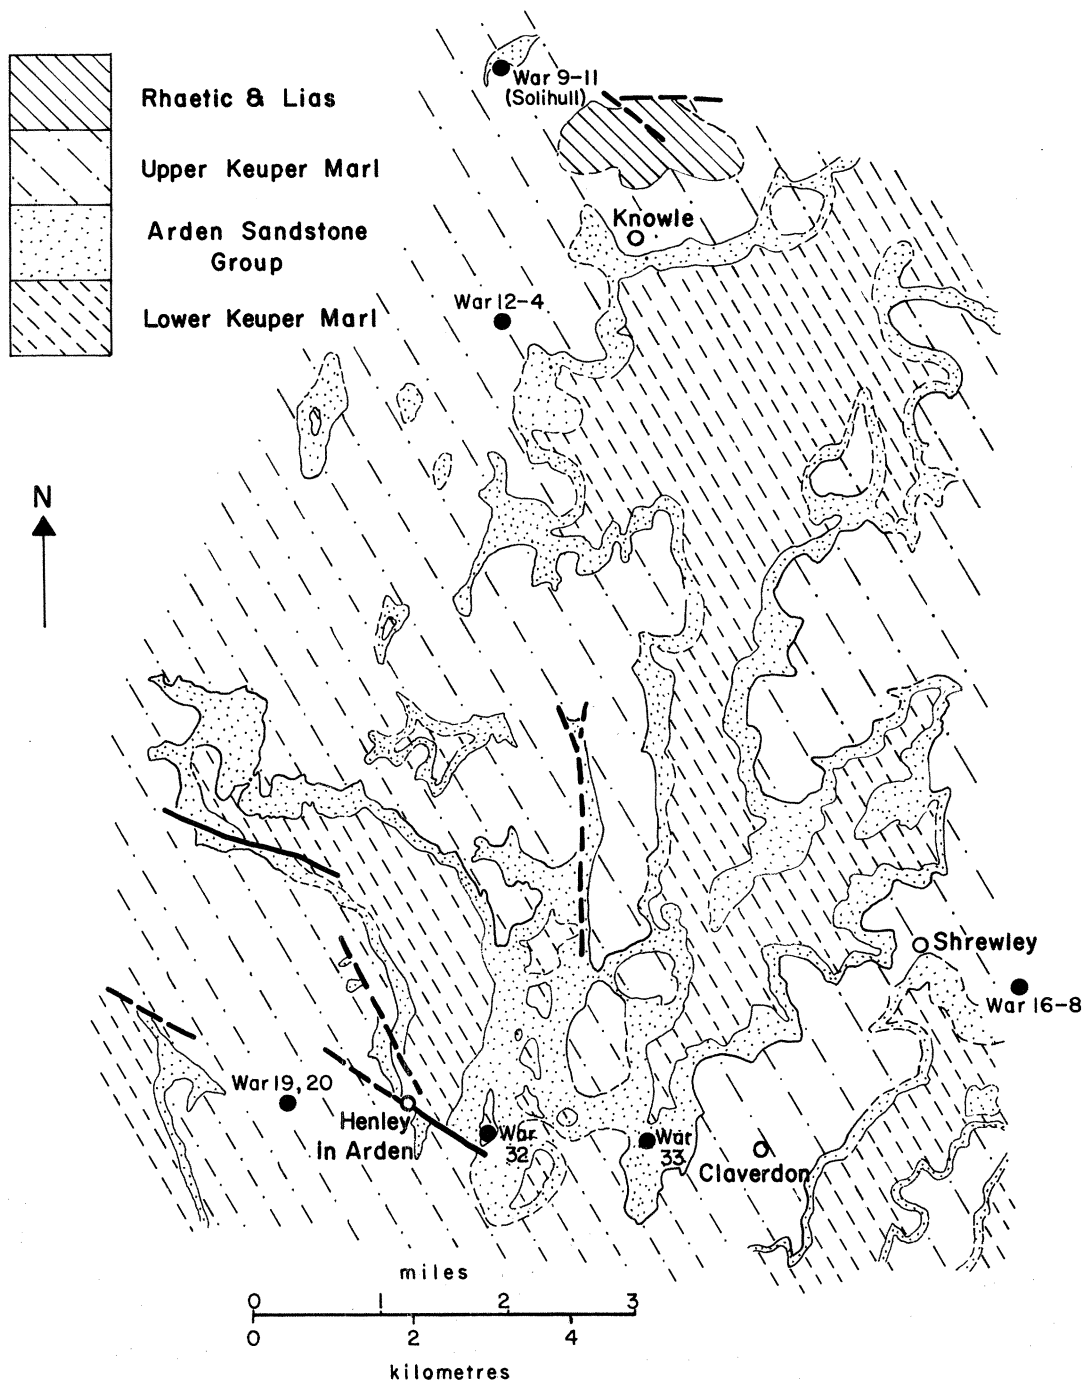 War 9-11
(Solihull)
Rhaetic & Lias
Upper Keuper Marl
Arden Sandstone
Group
Lower Keuper Marl
Knowle
War 12-4
N
Shrewley
War 16-8
War 19, 20
Henley
in Arden
War
32
War
33
Claverdon
miles
0 1 2 3
0 2 4
kilometres